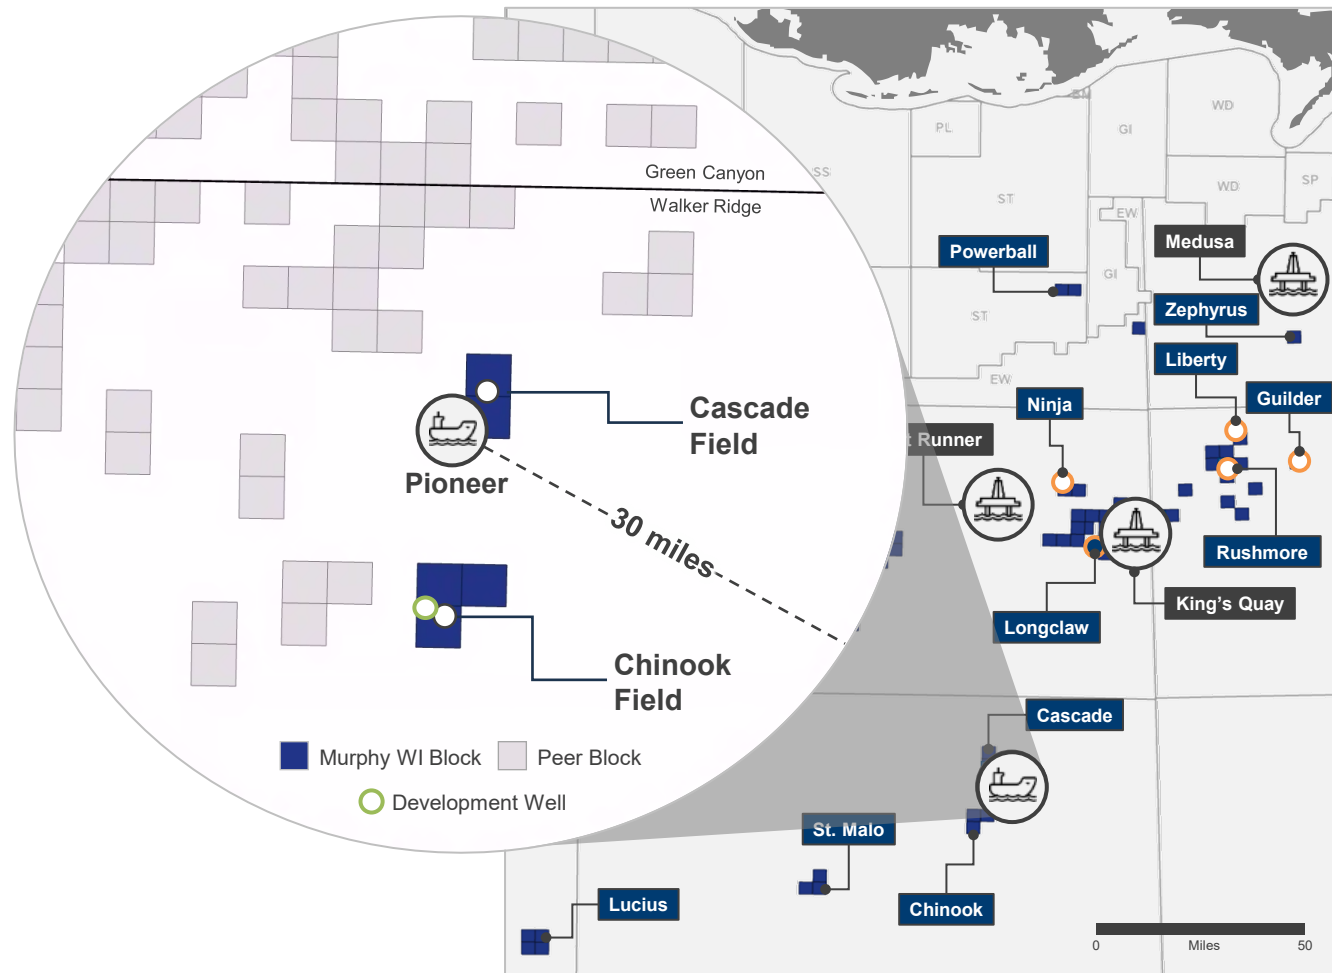 Green Canyon
Walker Ridge
Cascade
Field
Pioneer
30 miles
Chinook
Field
Murphy WI Block
Peer Block
Development Well
PL
GI
WD
SS
WD
SP
ST
EW
Powerball
Medusa
GI
ST
Zephyrus
Liberty
EW
Ninja
Guilder
t Runner
Rushmore
King's Quay
Longclaw
Cascade
St. Malo
Lucius
Chinook
0
Miles
50